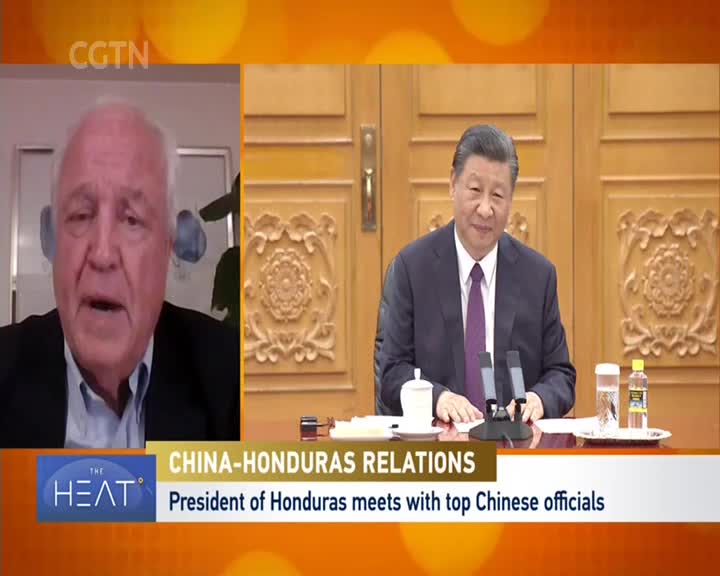 CGTN
CHINA-HONDURAS RELATIONS
THE
HEAT
President of Honduras meets with top Chinese officials